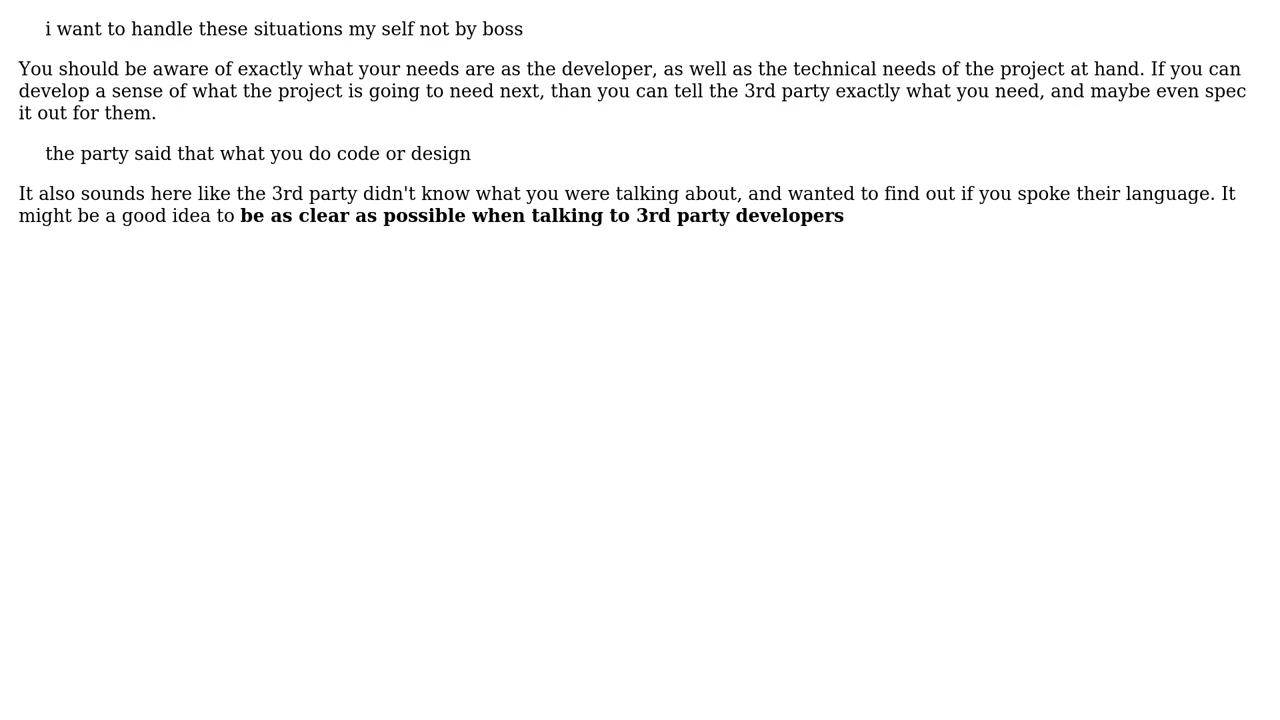 i want to handle these situations my self not by boss
You should be aware of exactly what your needs are as the developer, as well as the technical needs of the project at hand. If you can
develop a sense of what the project is going to need next, than you can tell the 3rd party exactly what you need, and maybe even spec
it out for them.
the party said that what you do code or design
It also sounds here like the 3rd party didn't know what you were talking about, and wanted to find out if you spoke their language. It
might be a good idea to be as clear as possible when talking to 3rd party developers